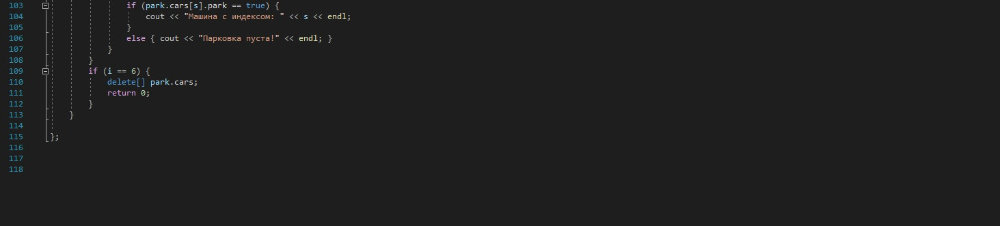 103 if (park.cars[s].park == true) {
104 cout << "Машина с индексом: " << s << endl;
105 }
106 else { cout << "Парковка пуста!" << endl; }
107 }
108 }
109 if (i == 6) {
110 delete[] park.cars;
111 return 0;
112 }
113 }
114
115 };
116
117
118